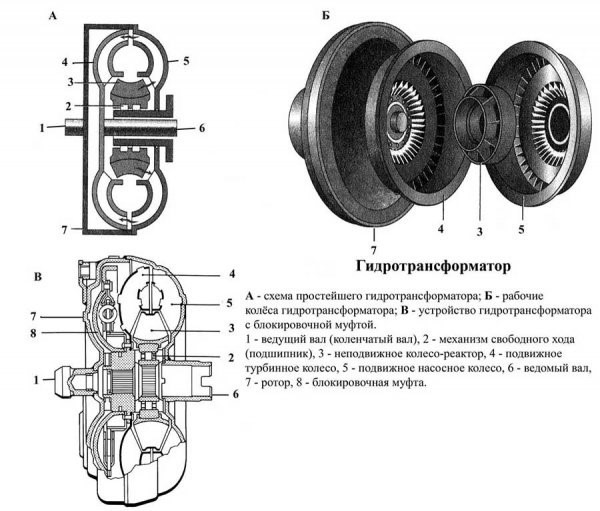 А
Б
4
5
3
2
1
6
7
7
4
3
5
Гидротрансформатор
В
4
5
3
2
6
7
8
1
А - схема простейшего гидротрансформатора; Б - рабочие
колёса гидротрансформатора; В - устройство гидротрансформатора
с блокировочной муфтой.
1 - ведущий вал (коленчатый вал), 2 - механизм свободного хода
(подшипник), 3 - неподвижное колесо-реактор, 4 - подвижное
турбинное колесо, 5 - подвижное насосное колесо, 6 - ведомый вал,
7 - ротор, 8 - блокировочная муфта.